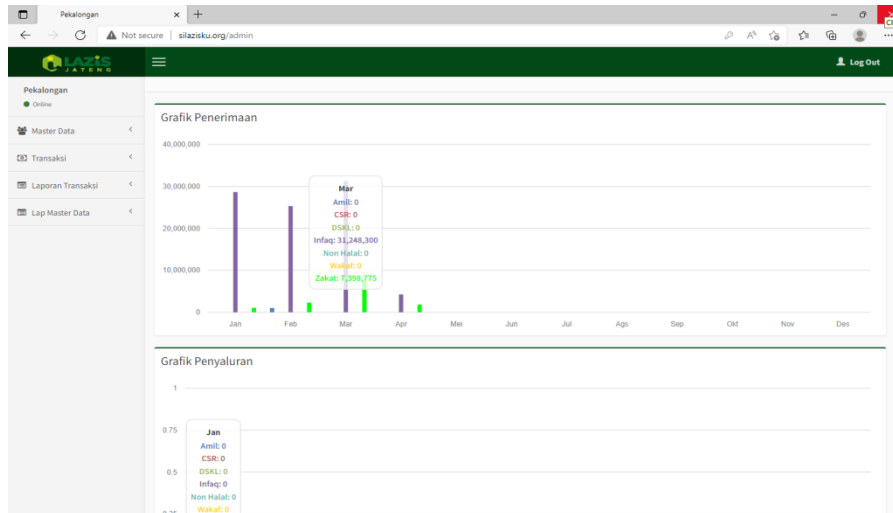 Pekalongan
Not secure | silazisku.org/admin
LAZiS
JATENG
Log Out
Pekalongan
Online
Master Data
Transaksi
Laporan Transaksi
Lap Master Data
Grafik Penerimaan
40,000,000
30,000,000
20,000,000
10,000,000
0
Mar
Amil: 0
CSR: 0
DSKL: 0
Infaq: 31,248,300
Non Halal: 0
Wakaf: 0
Zakat: 7,398,775
Jan Feb Mar Apr Mei Jun Jul Ags Sep Okt Nov Des
Grafik Penyaluran
1
0.75
0.5
0.25
Jan
Amil: 0
CSR: 0
DSKL: 0
Infaq: 0
Non Halal: 0
Wakaf: 0